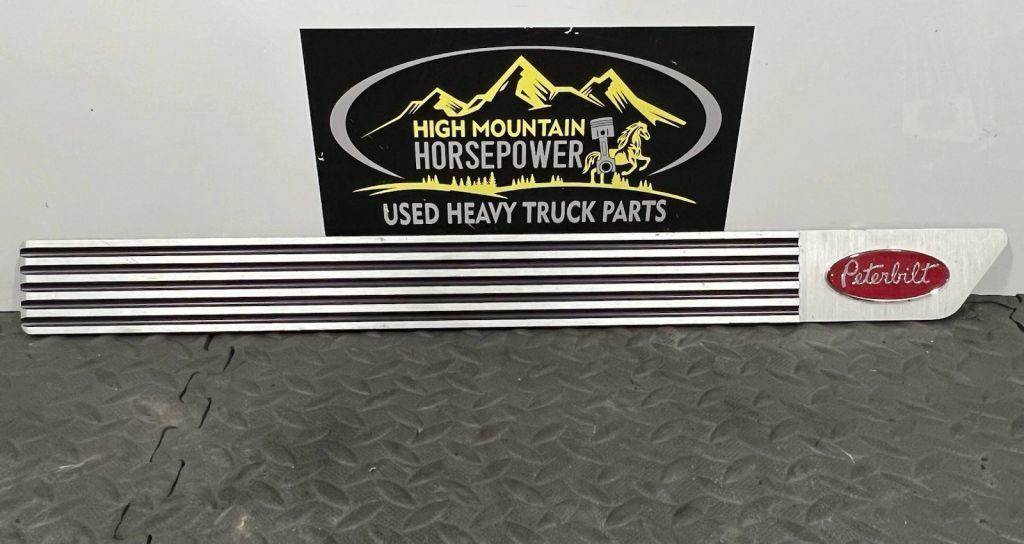 HIGH MOUNTAIN
HORSEPOWER
USED HEAVY TRUCK PARTS
Peterbilt